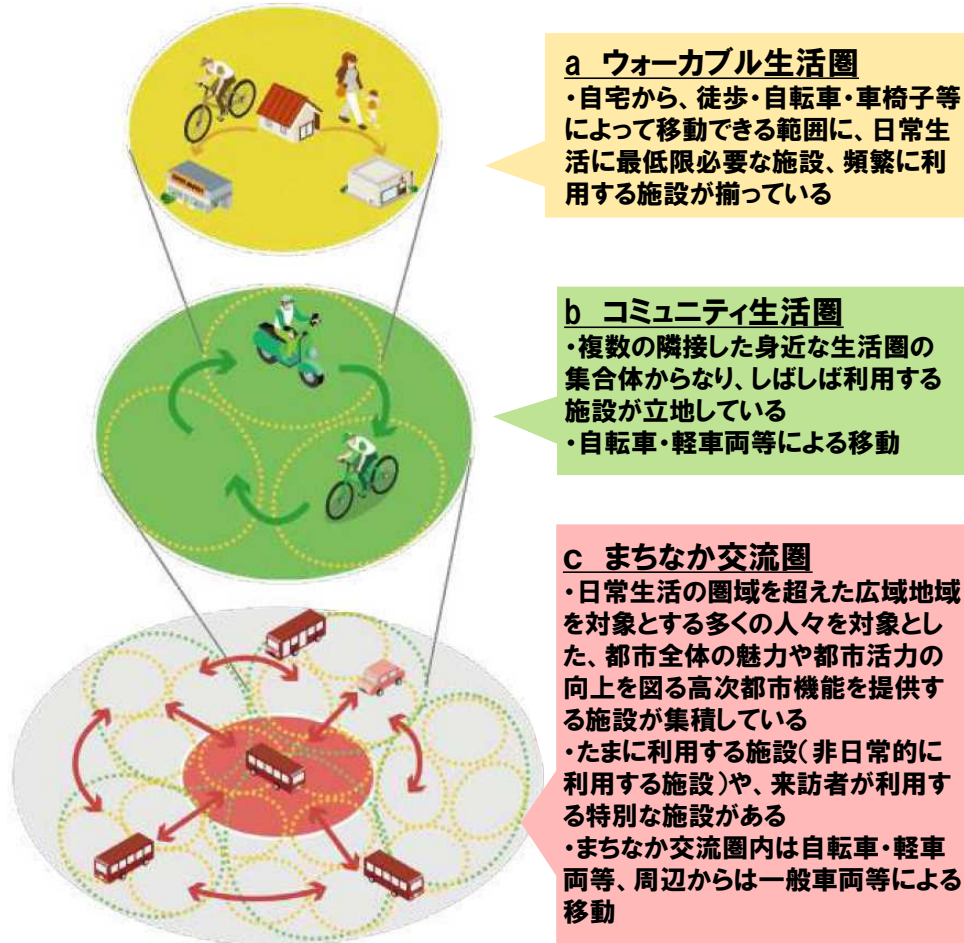 a ウォーカブル生活圏
・自宅から、徒歩・自転車・車椅子等
によって移動できる範囲に、日常生
活に最低限必要な施設、頻繁に利
用する施設が揃っている
b コミュニティ生活圏
・複数の隣接した身近な生活圏の
集合体からなり、しばしば利用する
施設が立地している
・自転車・軽車両等による移動
c まちなか交流圏
・日常生活の圏域を超えた広域地域
を対象とする多くの人々を対象とし
た、都市全体の魅力や都市活力の
向上を図る高次都市機能を提供す
る施設が集積している
・たまに利用する施設(非日常的に
利用する施設)や、来訪者が利用す
る特別な施設がある
・まちなか交流圏内は自転車・軽車
両等、周辺からは一般車両等による
移動